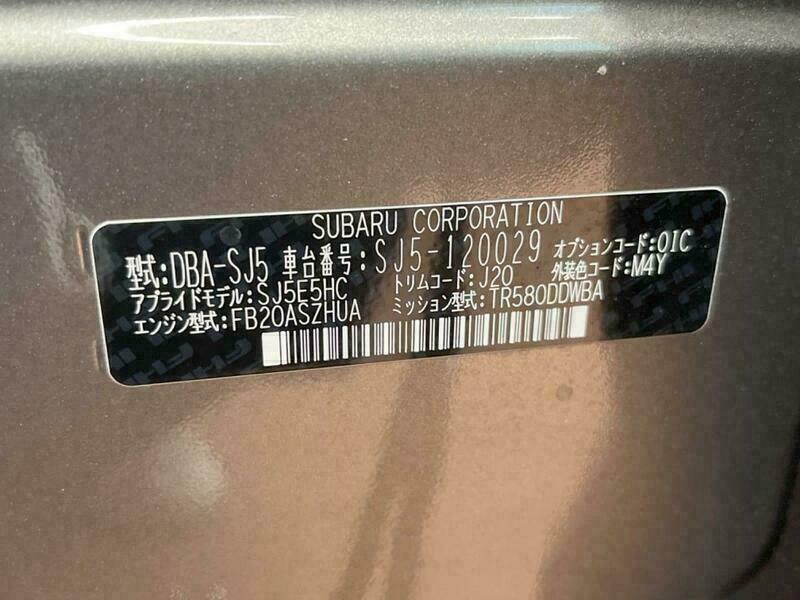 SUBARU CORPORATION
型式:DBA-SJ5 車台番号:SJ5-120029 オプションコード:OIC
アプライドモデル:SJ5E5HC トリムコード:J20 外装色コード:M4Y
エンジン型式:FB20ASZHUA ミッション型式:TR580DDWBA